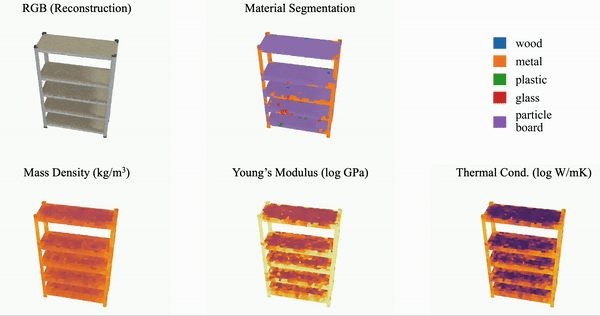 RGB (Reconstruction)
Material Segmentation
wood
metal
plastic
glass
particle
board
Mass Density (kg/m³)
Young's Modulus (log GPa)
Thermal Cond. (log W/mK)